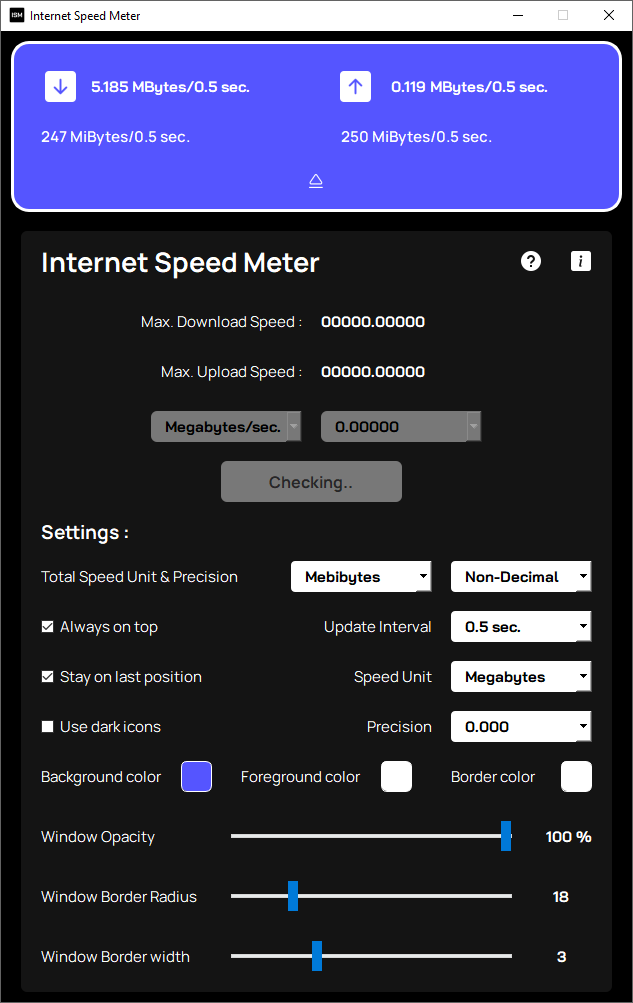 ISM Internet Speed Meter
5.185 MBytes/0.5 sec. 0.119 MBytes/0.5 sec.
247 MiBytes/0.5 sec. 250 MiBytes/0.5 sec.
Internet Speed Meter ? i
Max. Download Speed : 00000.00000
Max. Upload Speed : 00000.00000
Megabytes/sec. 0.00000
Checking..
Settings :
Total Speed Unit & Precision Mebibytes Non-Decimal
Always on top Update Interval 0.5 sec.
Stay on last position Speed Unit Megabytes
Use dark icons Precision 0.000
Background color Foreground color Border color
Window Opacity 100 %
Window Border Radius 18
Window Border width 3